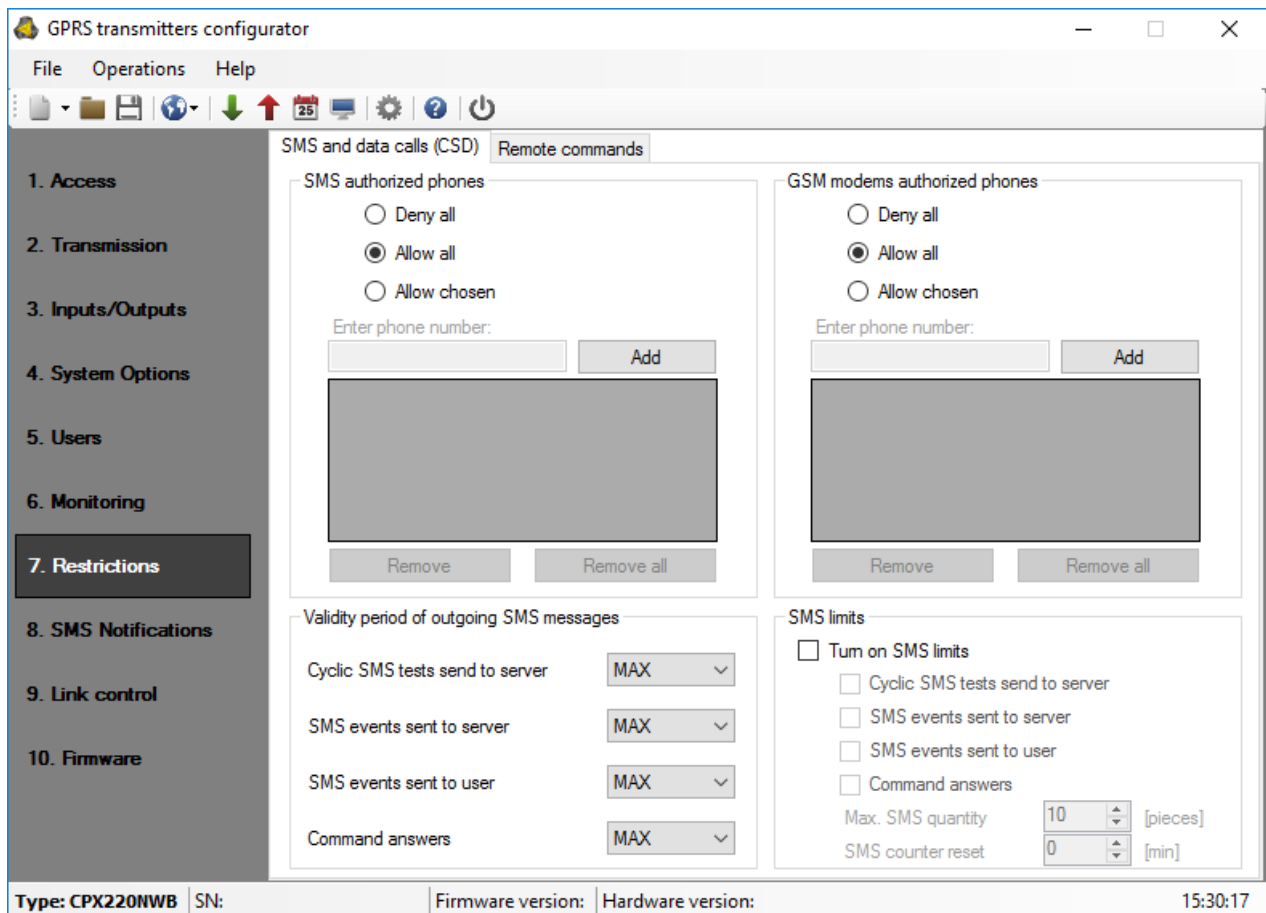 GPRS transmitters configurator
File Operations Help
25
SMS and data calls (CSD) Remote commands
1. Access
2. Transmission
3. Inputs/Outputs
4. System Options
5. Users
6. Monitoring
7. Restrictions
8. SMS Notifications
9. Link control
10. Firmware
SMS authorized phones
Deny all
Allow all
Allow chosen
Enter phone number:
Add
Remove Remove all
GSM modems authorized phones
Deny all
Allow all
Allow chosen
Enter phone number:
Add
Remove Remove all
Validity period of outgoing SMS messages
Cyclic SMS tests send to server MAX
SMS events sent to server MAX
SMS events sent to user MAX
Command answers MAX
SMS limits
Turn on SMS limits
Cyclic SMS tests send to server
SMS events sent to server
SMS events sent to user
Command answers
Max. SMS quantity 10 [pieces]
SMS counter reset 0 [min]
Type: CPX220NWB SN: Firmware version: Hardware version: 15:30:17